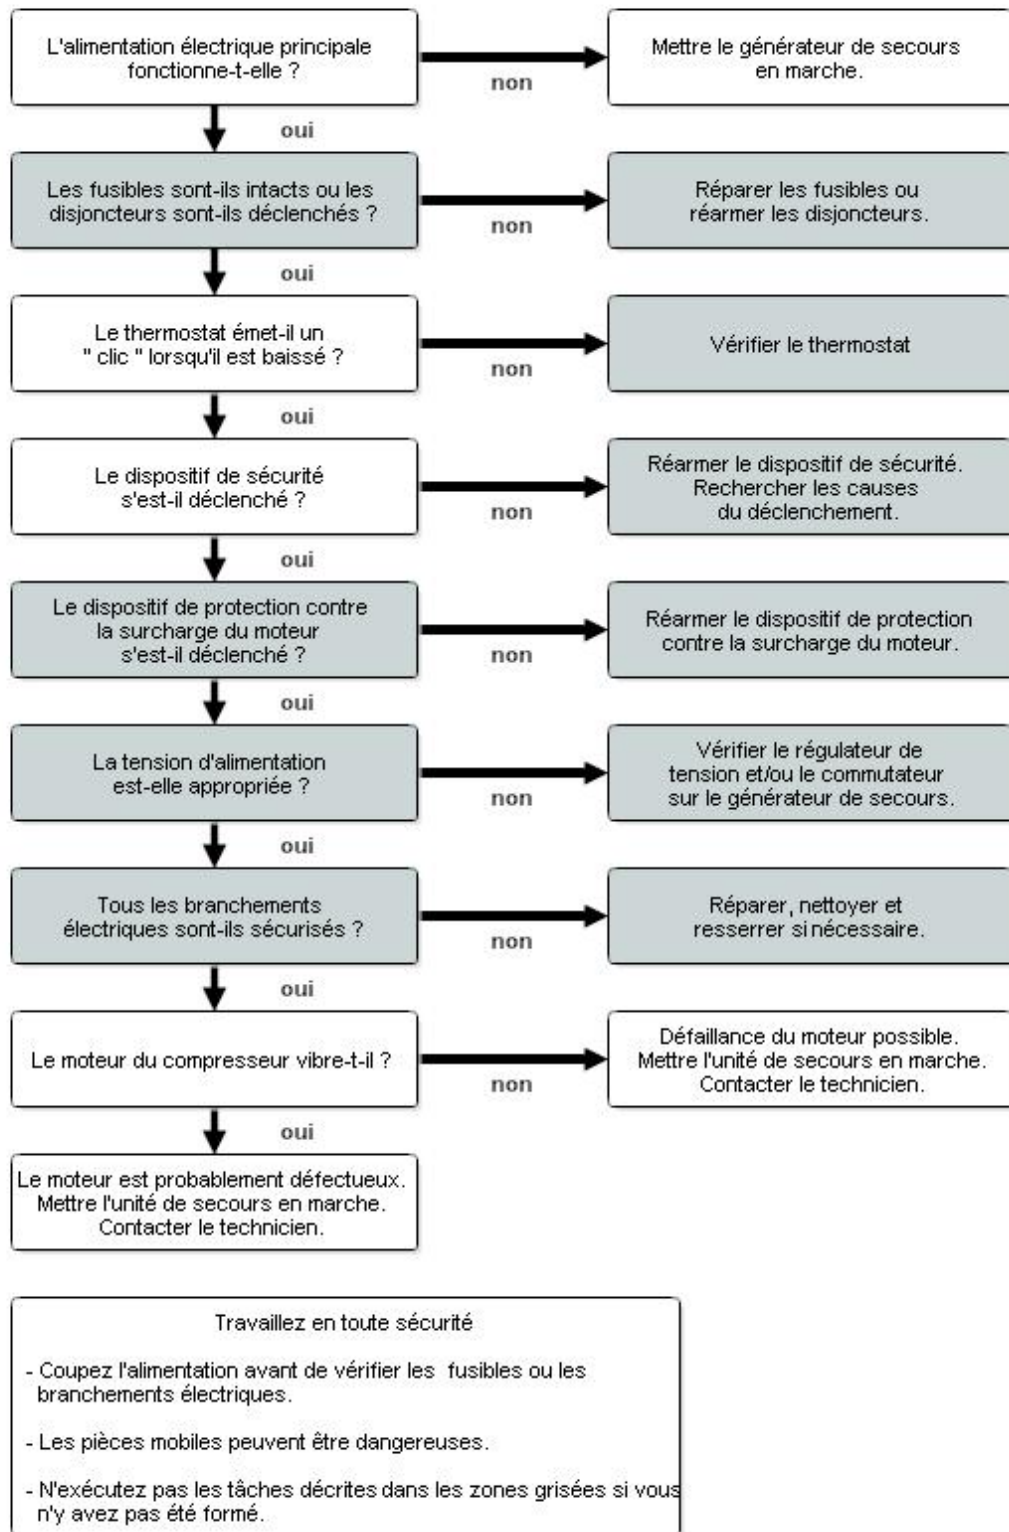 L'alimentation électrique principale
fonctionne-t-elle ?
non
Mettre le générateur de secours
en marche.
oui
Les fusibles sont-ils intacts ou les
disjoncteurs sont-ils déclenchés ?
non
Réparer les fusibles ou
réarmer les disjoncteurs.
oui
Le thermostat émet-il un
" clic " lorsqu'il est baissé ?
non
Vérifier le thermostat
oui
Le dispositif de sécurité
s'est-il déclenché ?
non
Réarmer le dispositif de sécurité.
Rechercher les causes
du déclenchement.
oui
Le dispositif de protection contre
la surcharge du moteur
s'est-il déclenché ?
non
Réarmer le dispositif de protection
contre la surcharge du moteur.
oui
La tension d'alimentation
est-elle appropriée ?
non
Vérifier le régulateur de
tension et/ou le commutateur
sur le générateur de secours.
oui
Tous les branchements
électriques sont-ils sécurisés ?
non
Réparer, nettoyer et
resserrer si nécessaire.
oui
Le moteur du compresseur vibre-t-il ?
non
Défaillance du moteur possible.
Mettre l'unité de secours en marche.
Contacter le technicien.
oui
Le moteur est probablement défectueux.
Mettre l'unité de secours en marche.
Contacter le technicien.
Travaillez en toute sécurité
- Coupez l'alimentation avant de vérifier les fusibles ou les
branchements électriques.
- Les pièces mobiles peuvent être dangereuses.
- N'exécutez pas les tâches décrites dans les zones grisées si vous
n'y avez pas été formé.